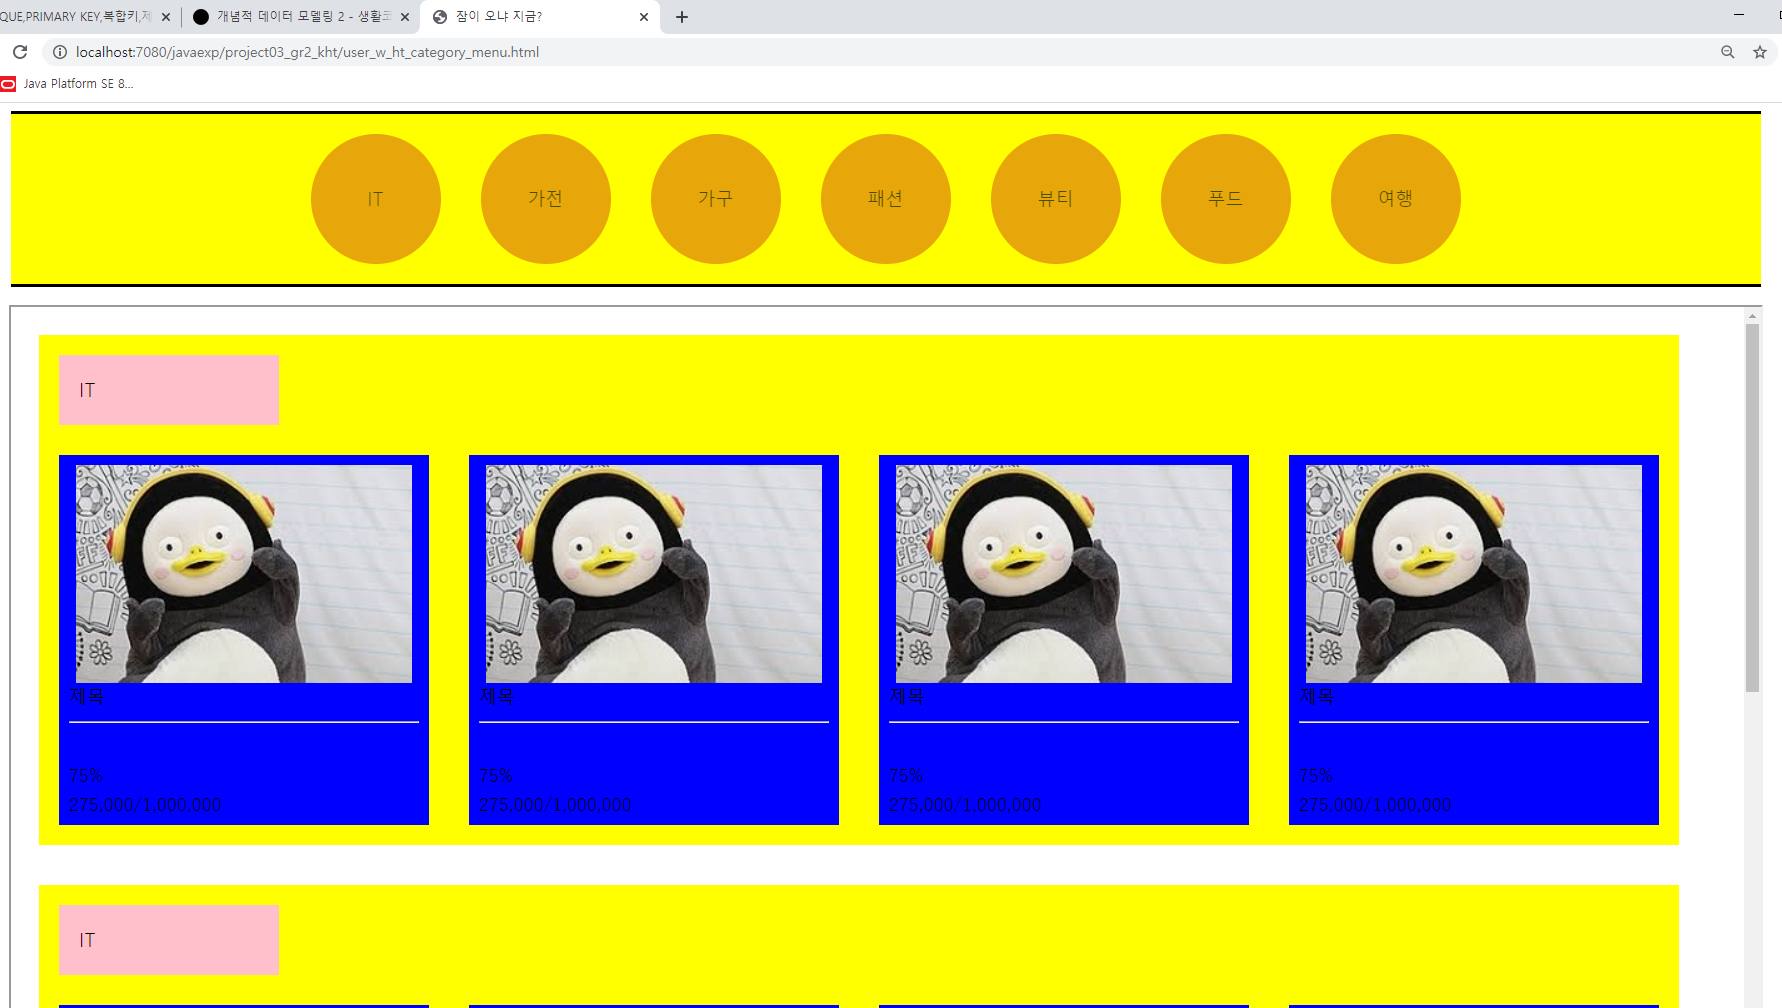 QUE,PRIMARY KEY,복합키,제
개념적 데이터 모델링 2 - 생활코
잠이 오냐 지금?
localhost:7080/javaexp/project03_gr2_kht/user_w_ht_category_menu.html
Java Platform SE 8...
IT 가전 가구 패션 뷰티 푸드 여행
IT
제목 제목 제목 제목
75% 75% 75% 75%
275,000/1,000,000 275,000/1,000,000 275,000/1,000,000 275,000/1,000,000
IT